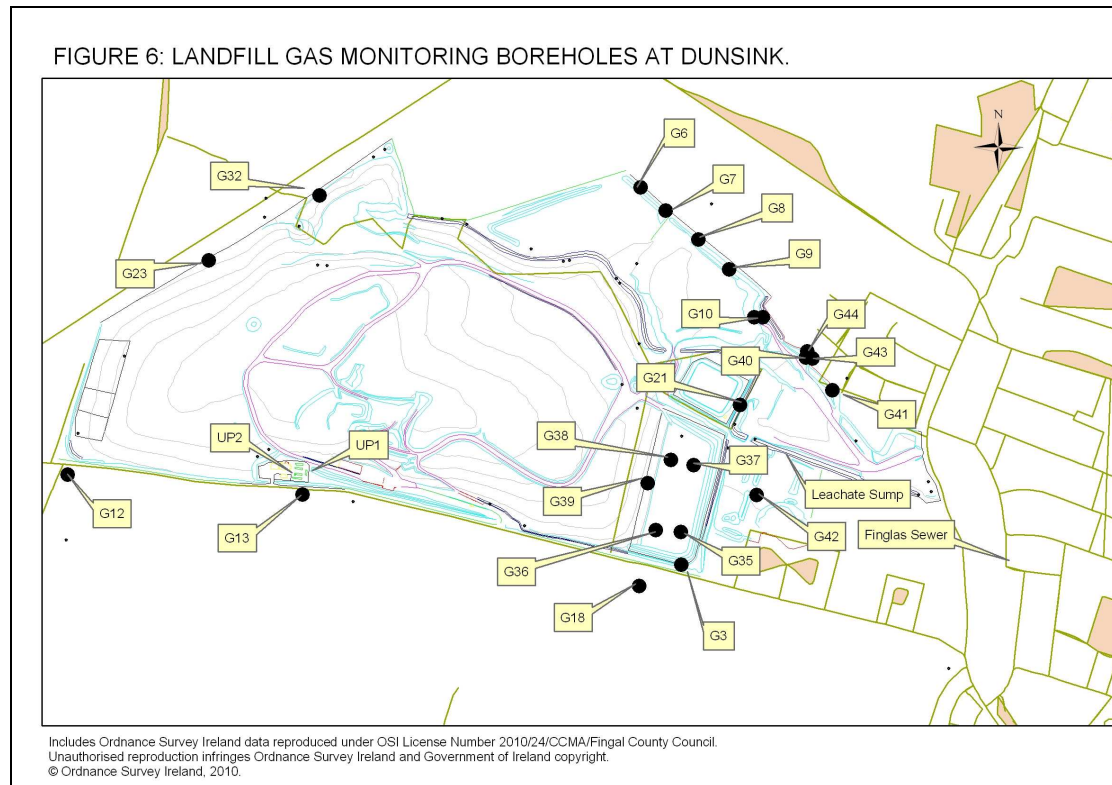 FIGURE 6: LANDFILL GAS MONITORING BOREHOLES AT DUNSINK.
N
G6
G32
G7
G8
G23
G9
G10
G44
G40
G43
G21
G41
UP2
UP1
G38
G37
G39
Leachate Sump
G12
G13
G42
Finglas Sewer
G36
G35
G18
G3
Includes Ordnance Survey Ireland data reproduced under OSI License Number 2010/24/CCMA/Fingal County Council.
Unauthorised reproduction infringes Ordnance Survey Ireland and Government of Ireland copyright.
© Ordnance Survey Ireland, 2010.